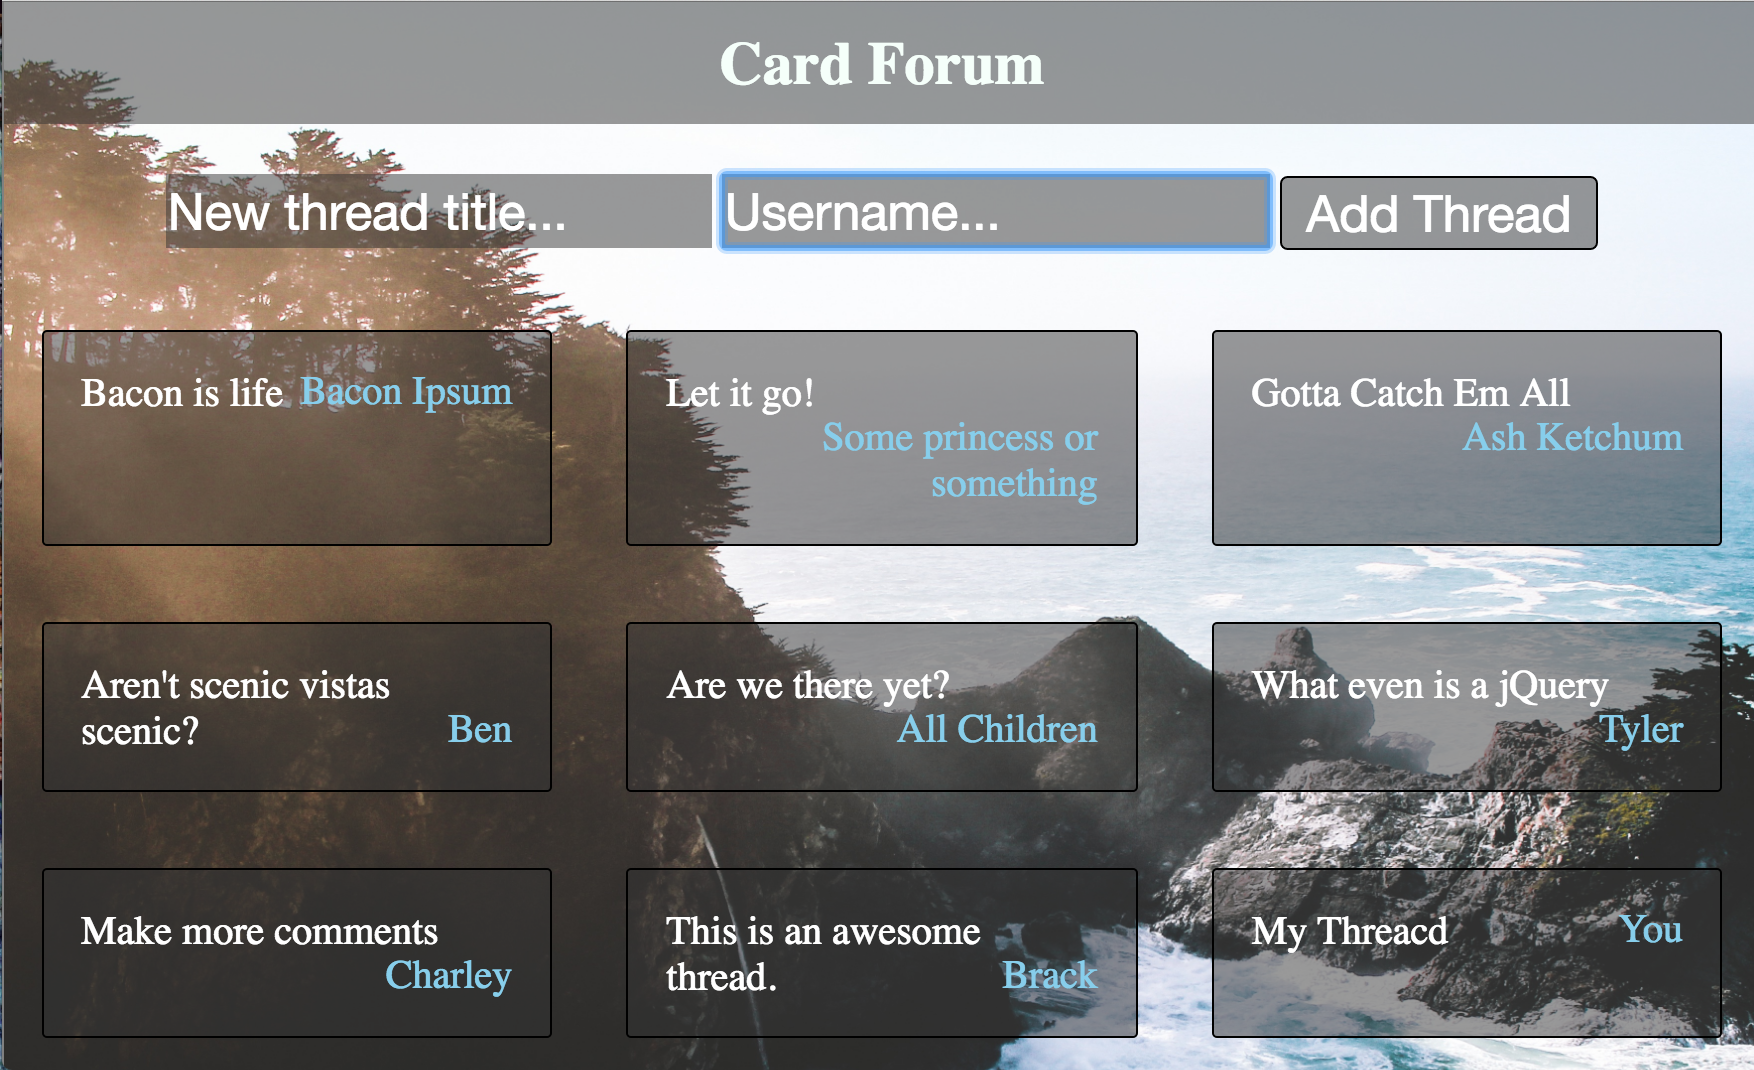 Card Forum
New thread title...
Username...
Add Thread
Bacon is life
Bacon Ipsum
Let it go!
Some princess or
something
Gotta Catch Em All
Ash Ketchum
Aren't scenic vistas
scenic?
Ben
Are we there yet?
All Children
What even is a jQuery
Tyler
Make more comments
Charley
This is an awesome
thread.
Brack
My Threacd
You